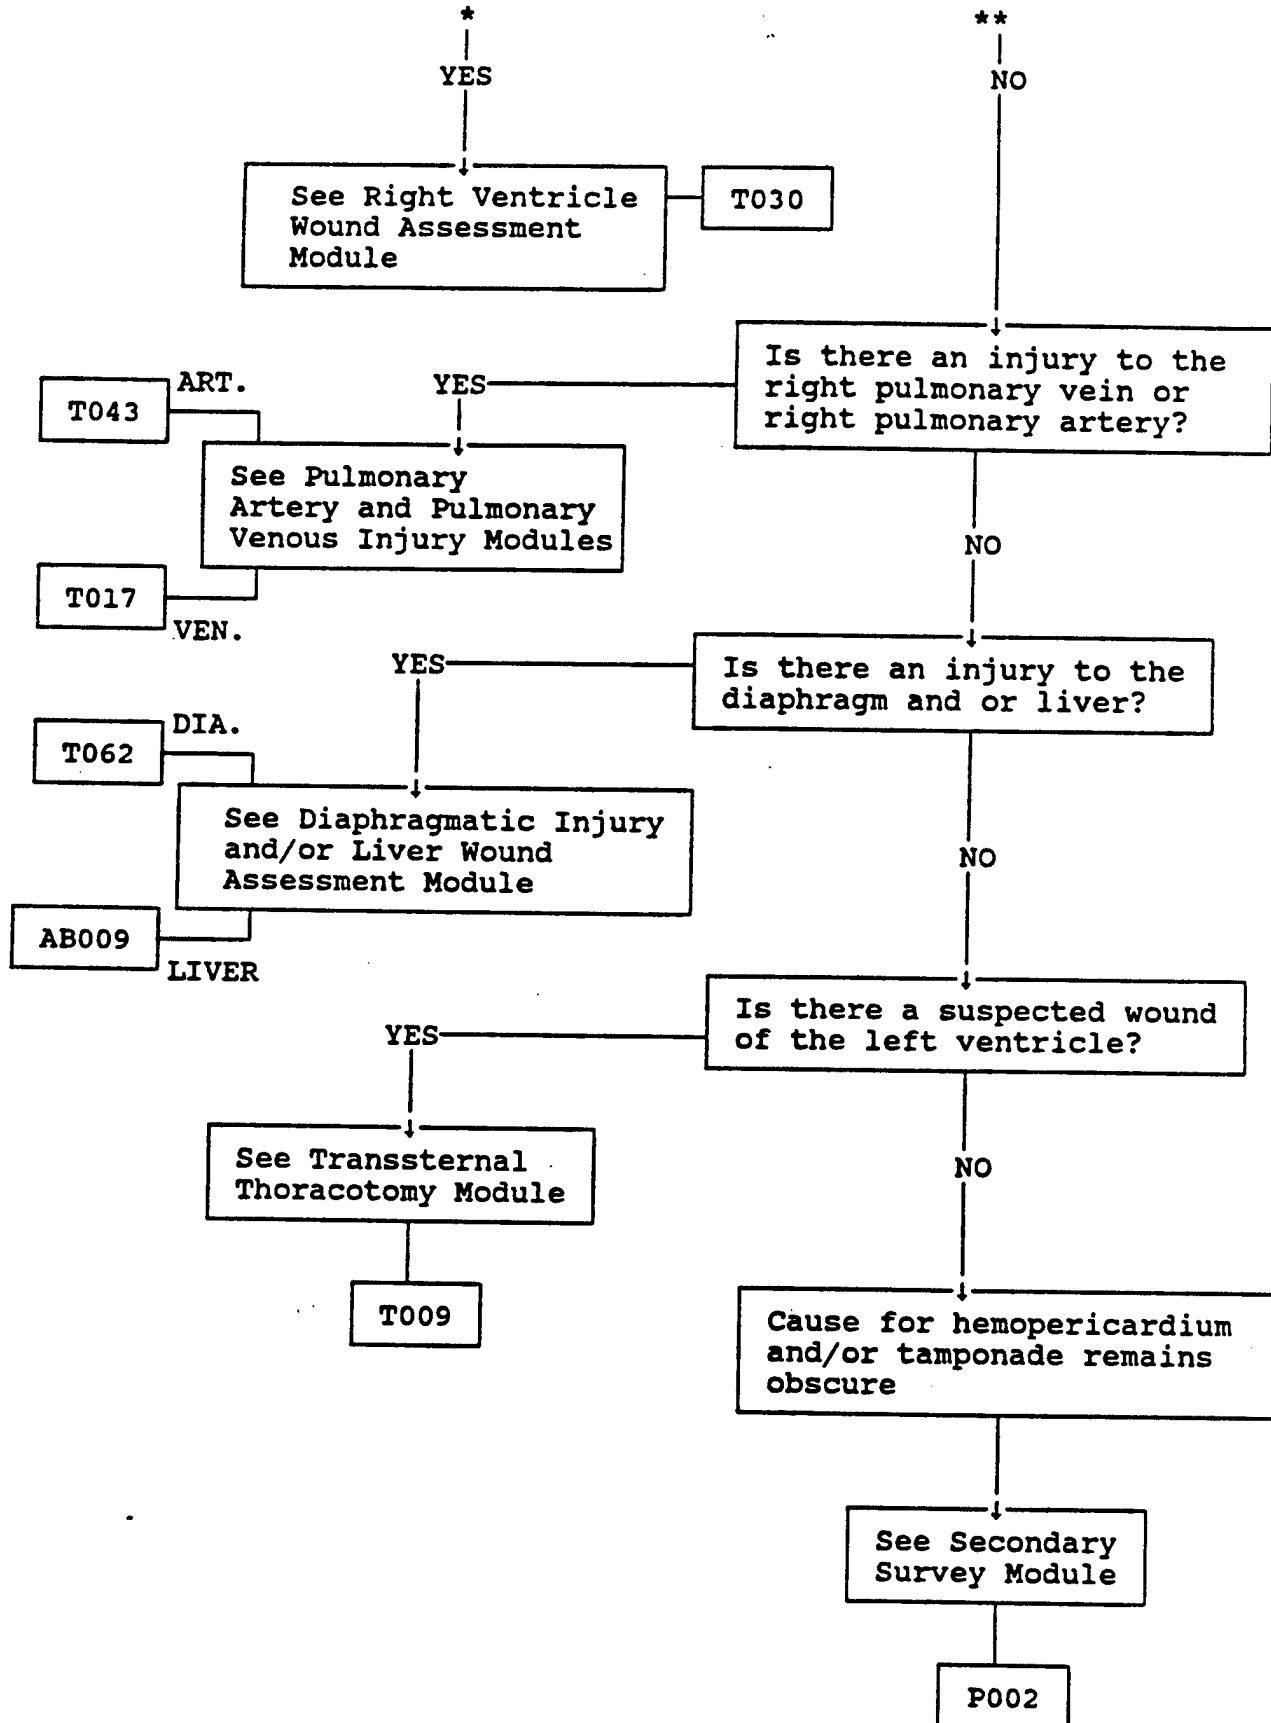 *
**
YES
NO
See Right Ventricle
Wound Assessment
Module
T030
Is there an injury to the
right pulmonary vein or
right pulmonary artery?
YES
ART.
T043
See Pulmonary
Artery and Pulmonary
Venous Injury Modules
T017
VEN.
NO
Is there an injury to the
diaphragm and or liver?
YES
DIA.
T062
See Diaphragmatic Injury
and/or Liver Wound
Assessment Module
AB009
LIVER
NO
Is there a suspected wound
of the left ventricle?
YES
See Transsternal
Thoracotomy Module
T009
NO
Cause for hemopericardium
and/or tamponade remains
obscure
See Secondary
Survey Module
P002